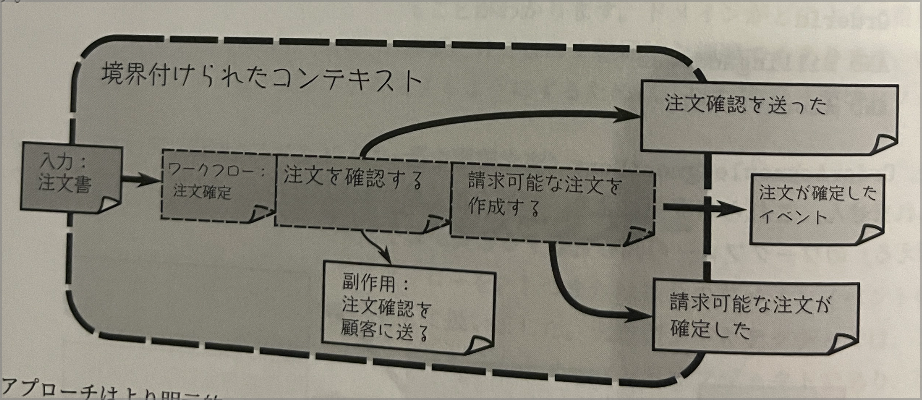 境界付けられたコンテキスト
入力：
注文書
ワークフロー：
注文確定
注文を確認する
請求可能な注文を
作成する
注文確認を送った
注文が確定した
イベント
副作用：
注文確認を
顧客に送る
請求可能な注文が
確定した
アプローチはより明示的